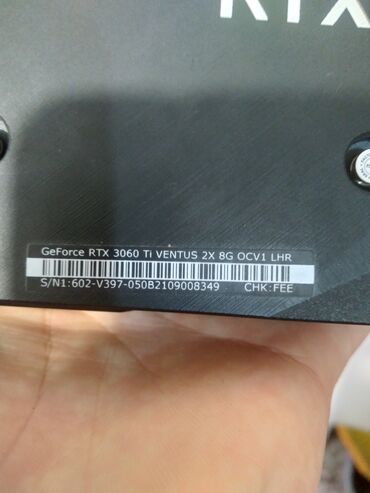 RTX
GeForce RTX 3060 Ti VENTUS 2X 8G OCV1 LHR
S/N1:602-V397-050B2109008349 CHK:FEE